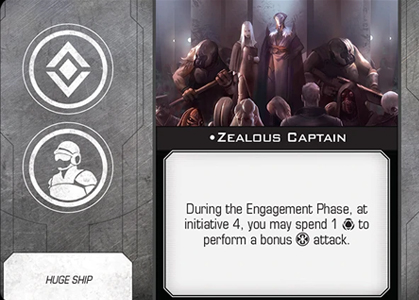 •Zealous Captain
During the Engagement Phase, at
initiative 4, you may spend 1 to
perform a bonus attack.
HUGE SHIP